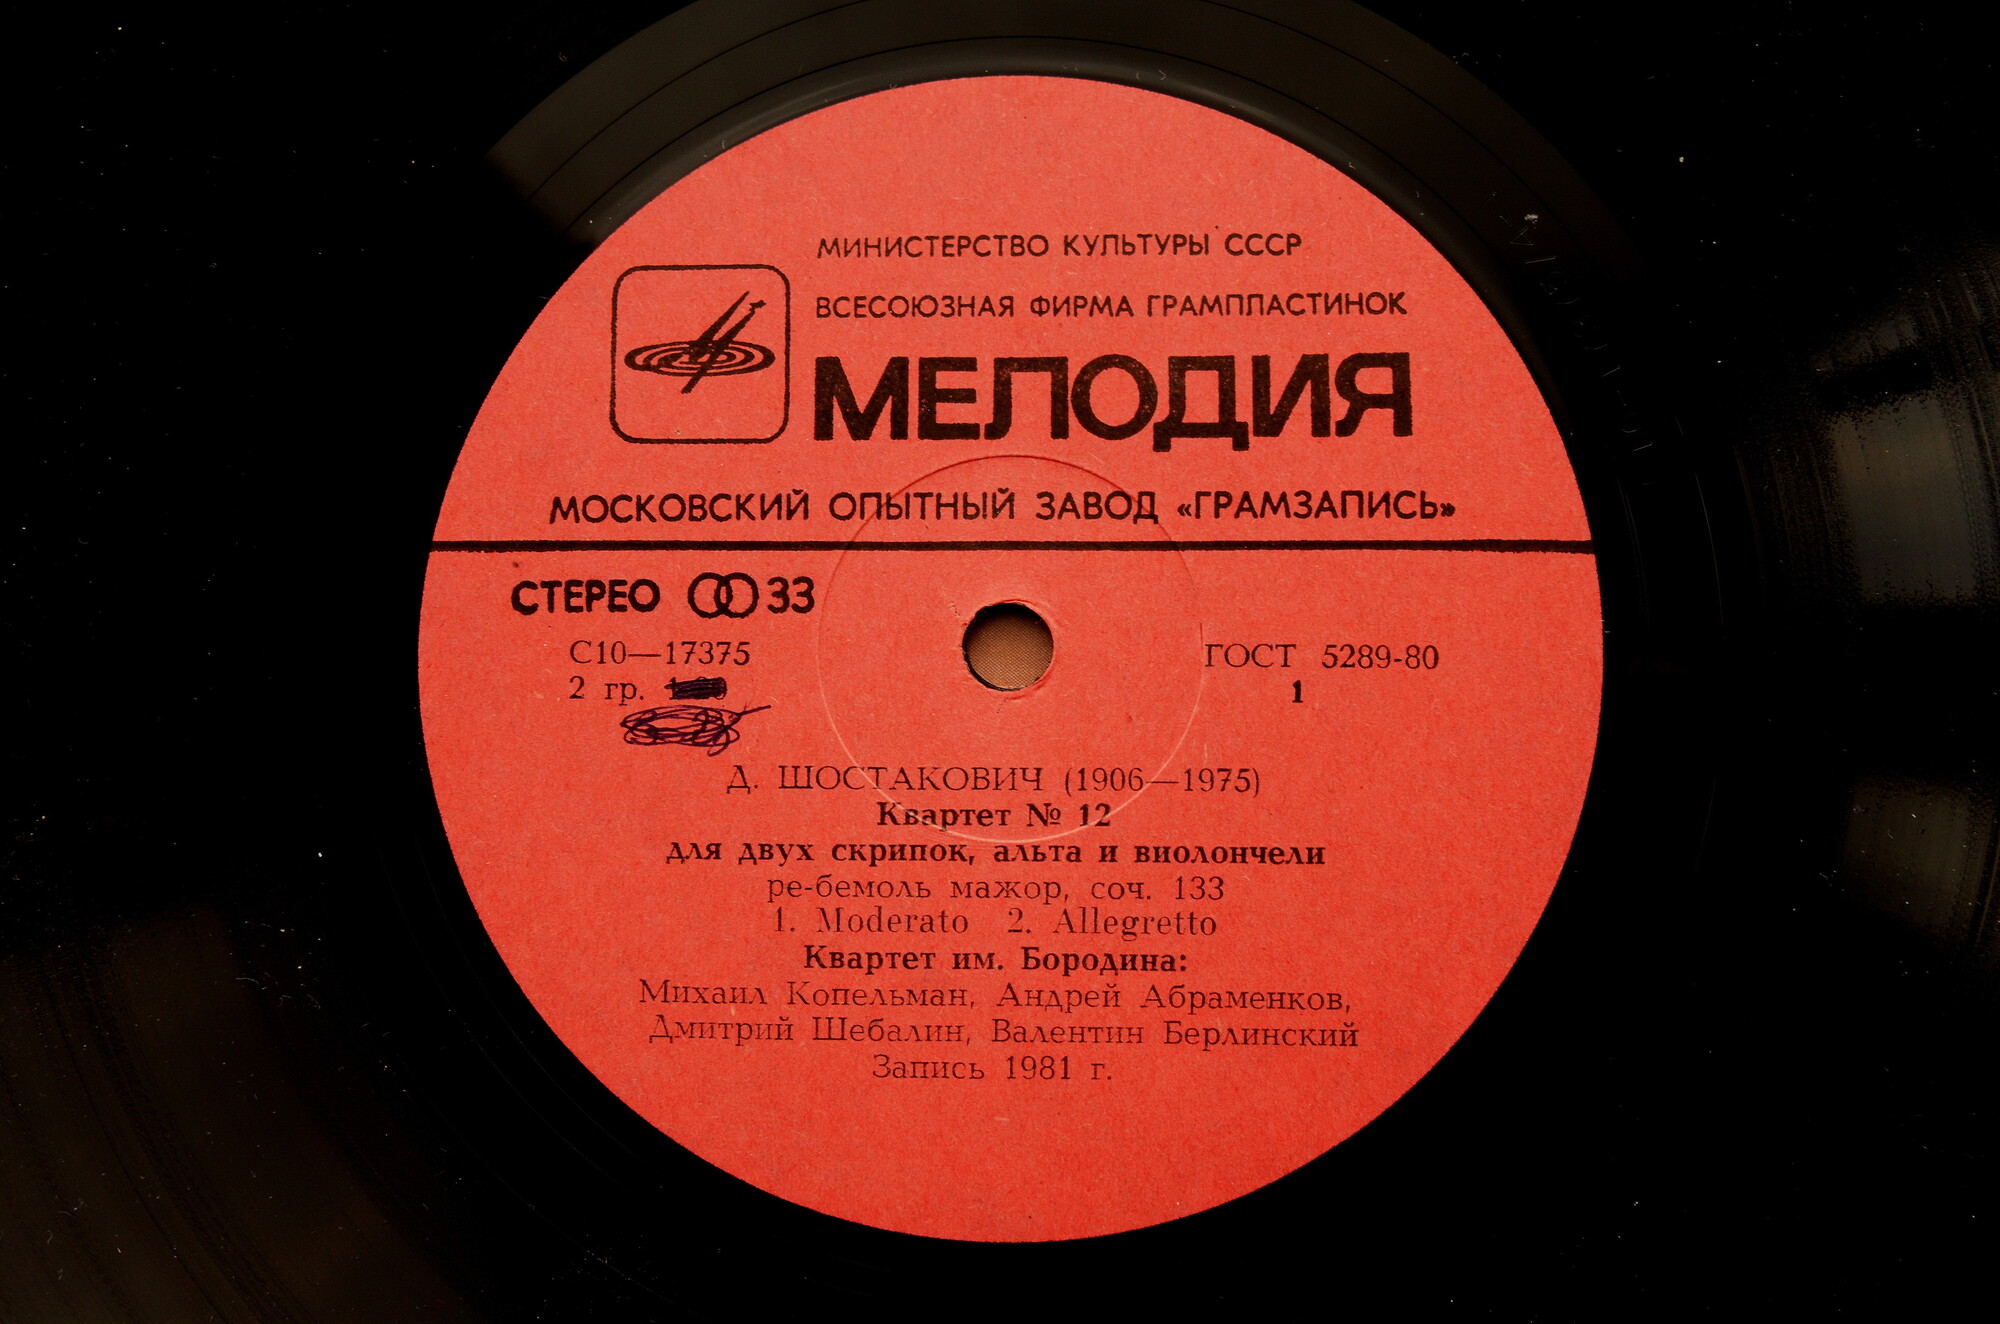 МИНИСТЕРСТВО КУЛЬТУРЫ СССР
ВСЕСОЮЗНАЯ ФИРМА ГРАМПЛАСТИНОК
МЕЛОДИЯ
МОСКОВСКИЙ ОПЫТНЫЙ ЗАВОД «ГРАМЗАПИСЬ»
СТЕРЕО 33
С10—17375
2 гр.
ГОСТ 5289-80
1
Д. ШОСТАКОВИЧ (1906—1975)
Квартет № 12
для двух скрипок, альта и виолончели
ре-бемоль мажор, соч. 133
1. Moderato 2. Allegretto
Квартет им. Бородина:
Михаил Копельман, Андрей Абраменков,
Дмитрий Шебалин, Валентин Берлинский
Запись 1981 г.